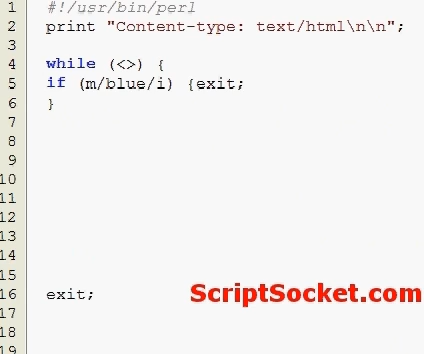 1 #!/usr/bin/perl
2 print "Content-type: text/html\n\n";
3
4 while (<>) {
5 if (m/blue/i) {exit;
6 }
7
8
9
10
11
12
13
14
15
16 exit; ScriptSocket.com
17
18
19